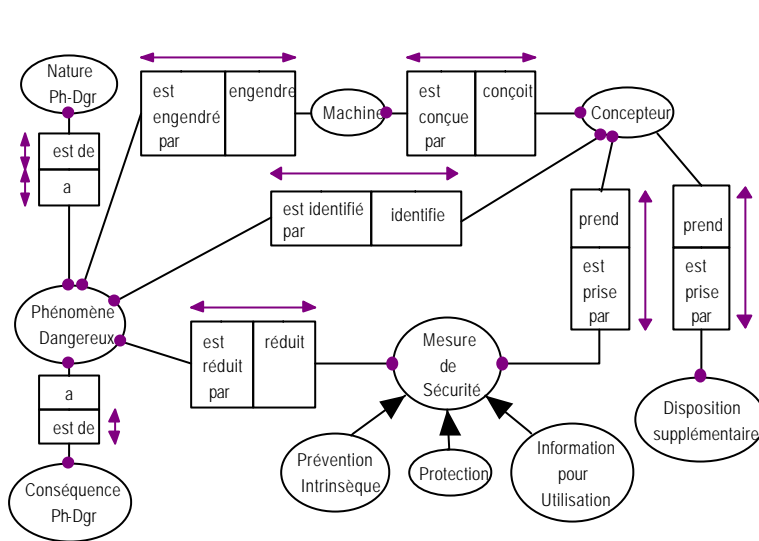 Nature
Ph-Dgr
est de
a
est
engendré
par
engendre
Machine
est
conçue
par
conçoit
Concepteur
est identifié
par
identifie
prend
est
prise
par
prend
est
prise
par
Phénomène
Dangereux
est
réduit
par
réduit
Mesure
de
Sécurité
a
est de
Conséquence
Ph-Dgr
Prévention
Intrinsèque
Protection
Information
pour
Utilisation
Disposition
supplémentaire